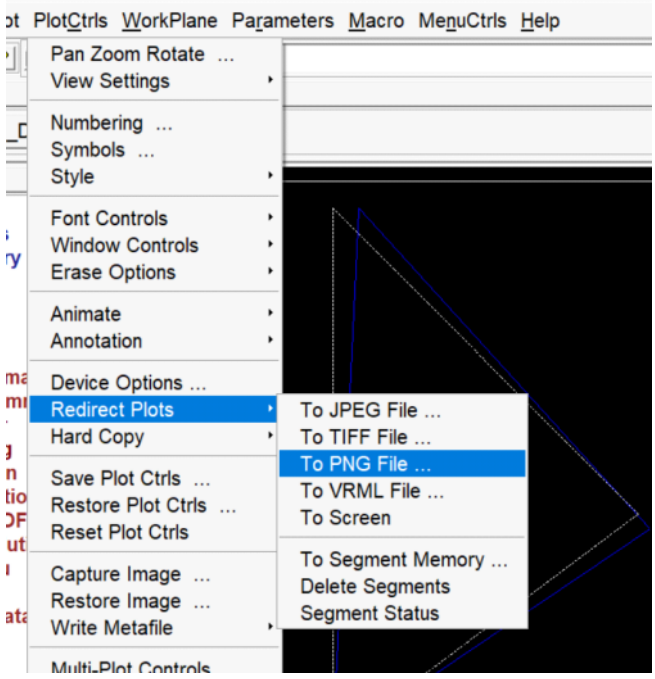 ot PlotCtrls WorkPlane Parameters Macro MenuCtrls Help
Pan Zoom Rotate ...
View Settings
Numbering ...
Symbols ...
Style
Font Controls
Window Controls
Erase Options
Animate
Annotation
Device Options ...
Redirect Plots
Hard Copy
Save Plot Ctrls ...
Restore Plot Ctrls ...
Reset Plot Ctrls
Capture Image ...
Restore Image ...
Write Metafile
Multi-Plot Controls
To JPEG File ...
To TIFF File ...
To PNG File ...
To VRML File ...
To Screen
To Segment Memory ...
Delete Segments
Segment Status